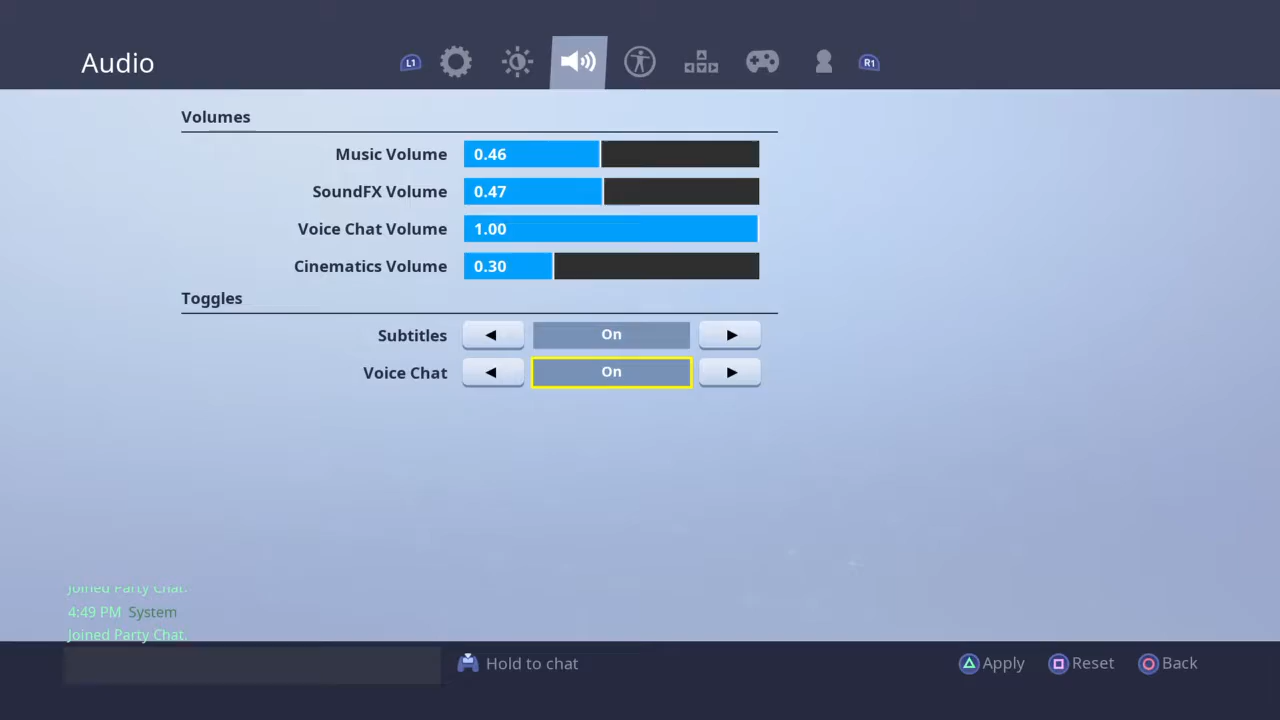 Audio
L1
R1
Volumes
Music Volume 0.46
SoundFX Volume 0.47
Voice Chat Volume 1.00
Cinematics Volume 0.30
Toggles
Subtitles On
Voice Chat On
Joined Party Chat.
4:49 PM System
Joined Party Chat.
Hold to chat
Apply Reset Back